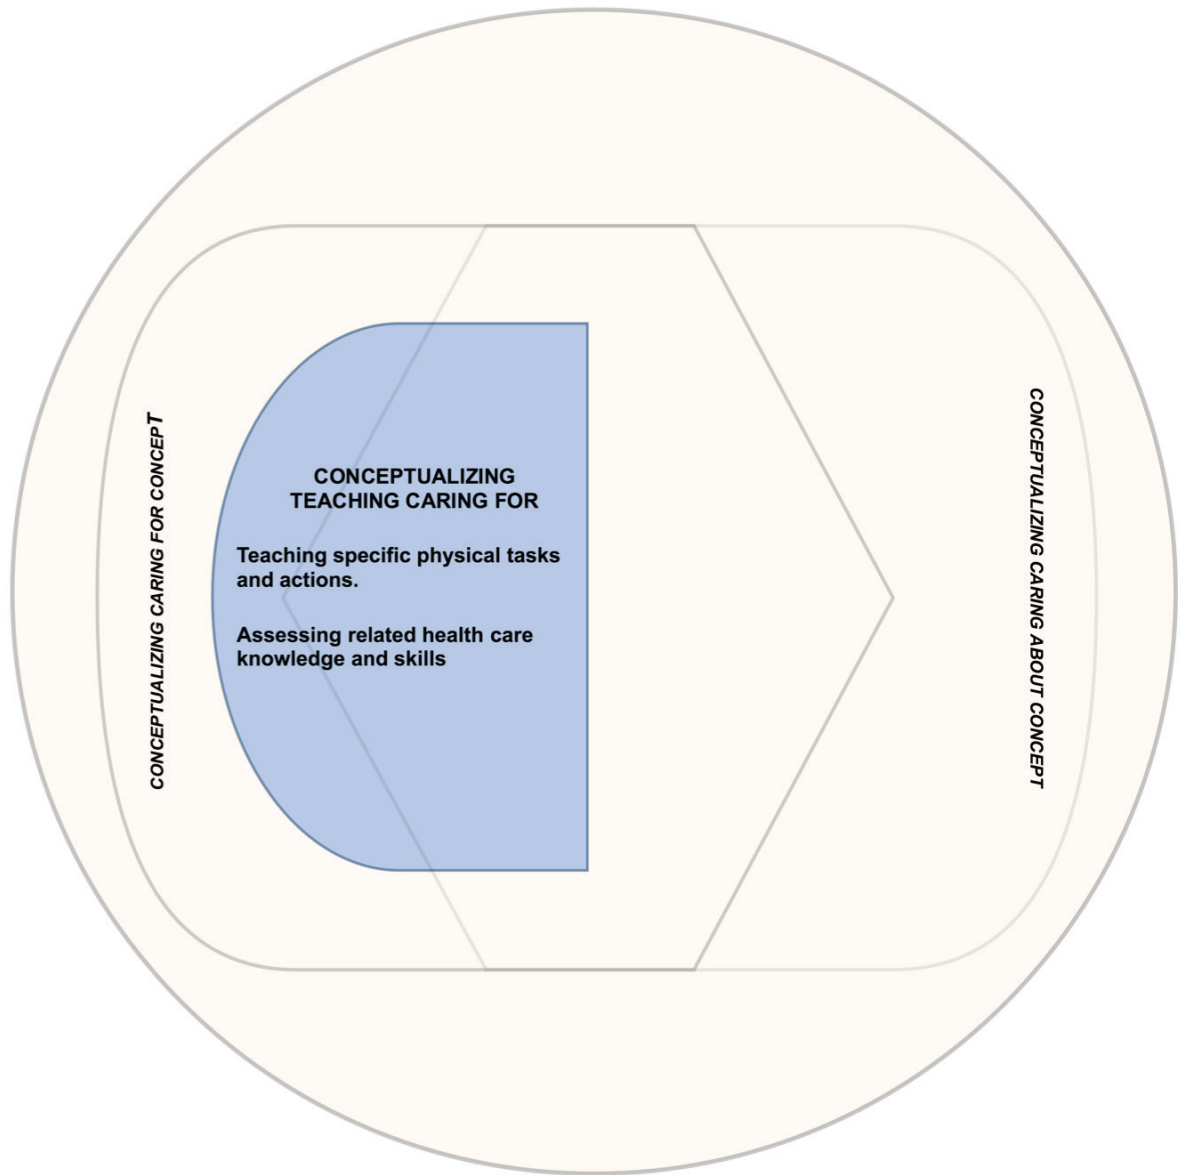 CONCEPTUALIZING CARING FOR CONCEPT
CONCEPTUALIZING
TEACHING CARING FOR
Teaching specific physical tasks
and actions.
Assessing related health care
knowledge and skills
CONCEPTUALIZING CARING ABOUT CONCEPT